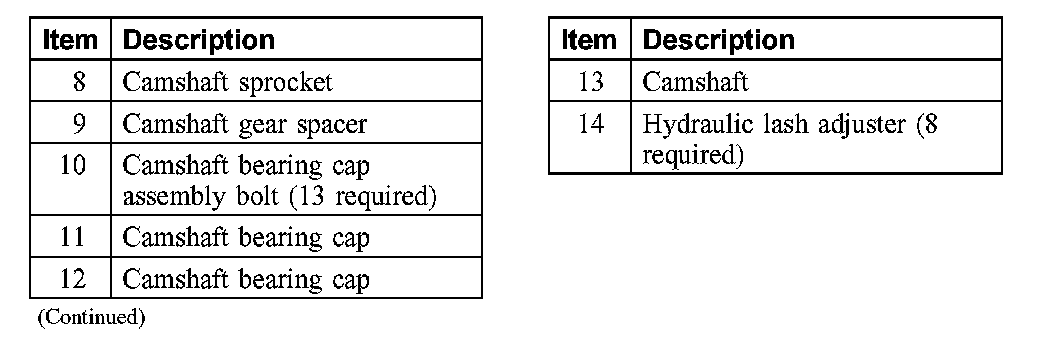 Item Description
8 Camshaft sprocket
9 Camshaft gear spacer
10 Camshaft bearing cap
assembly bolt (13 required)
11 Camshaft bearing cap
12 Camshaft bearing cap
(Continued)
Item Description
13 Camshaft
14 Hydraulic lash adjuster (8
required)